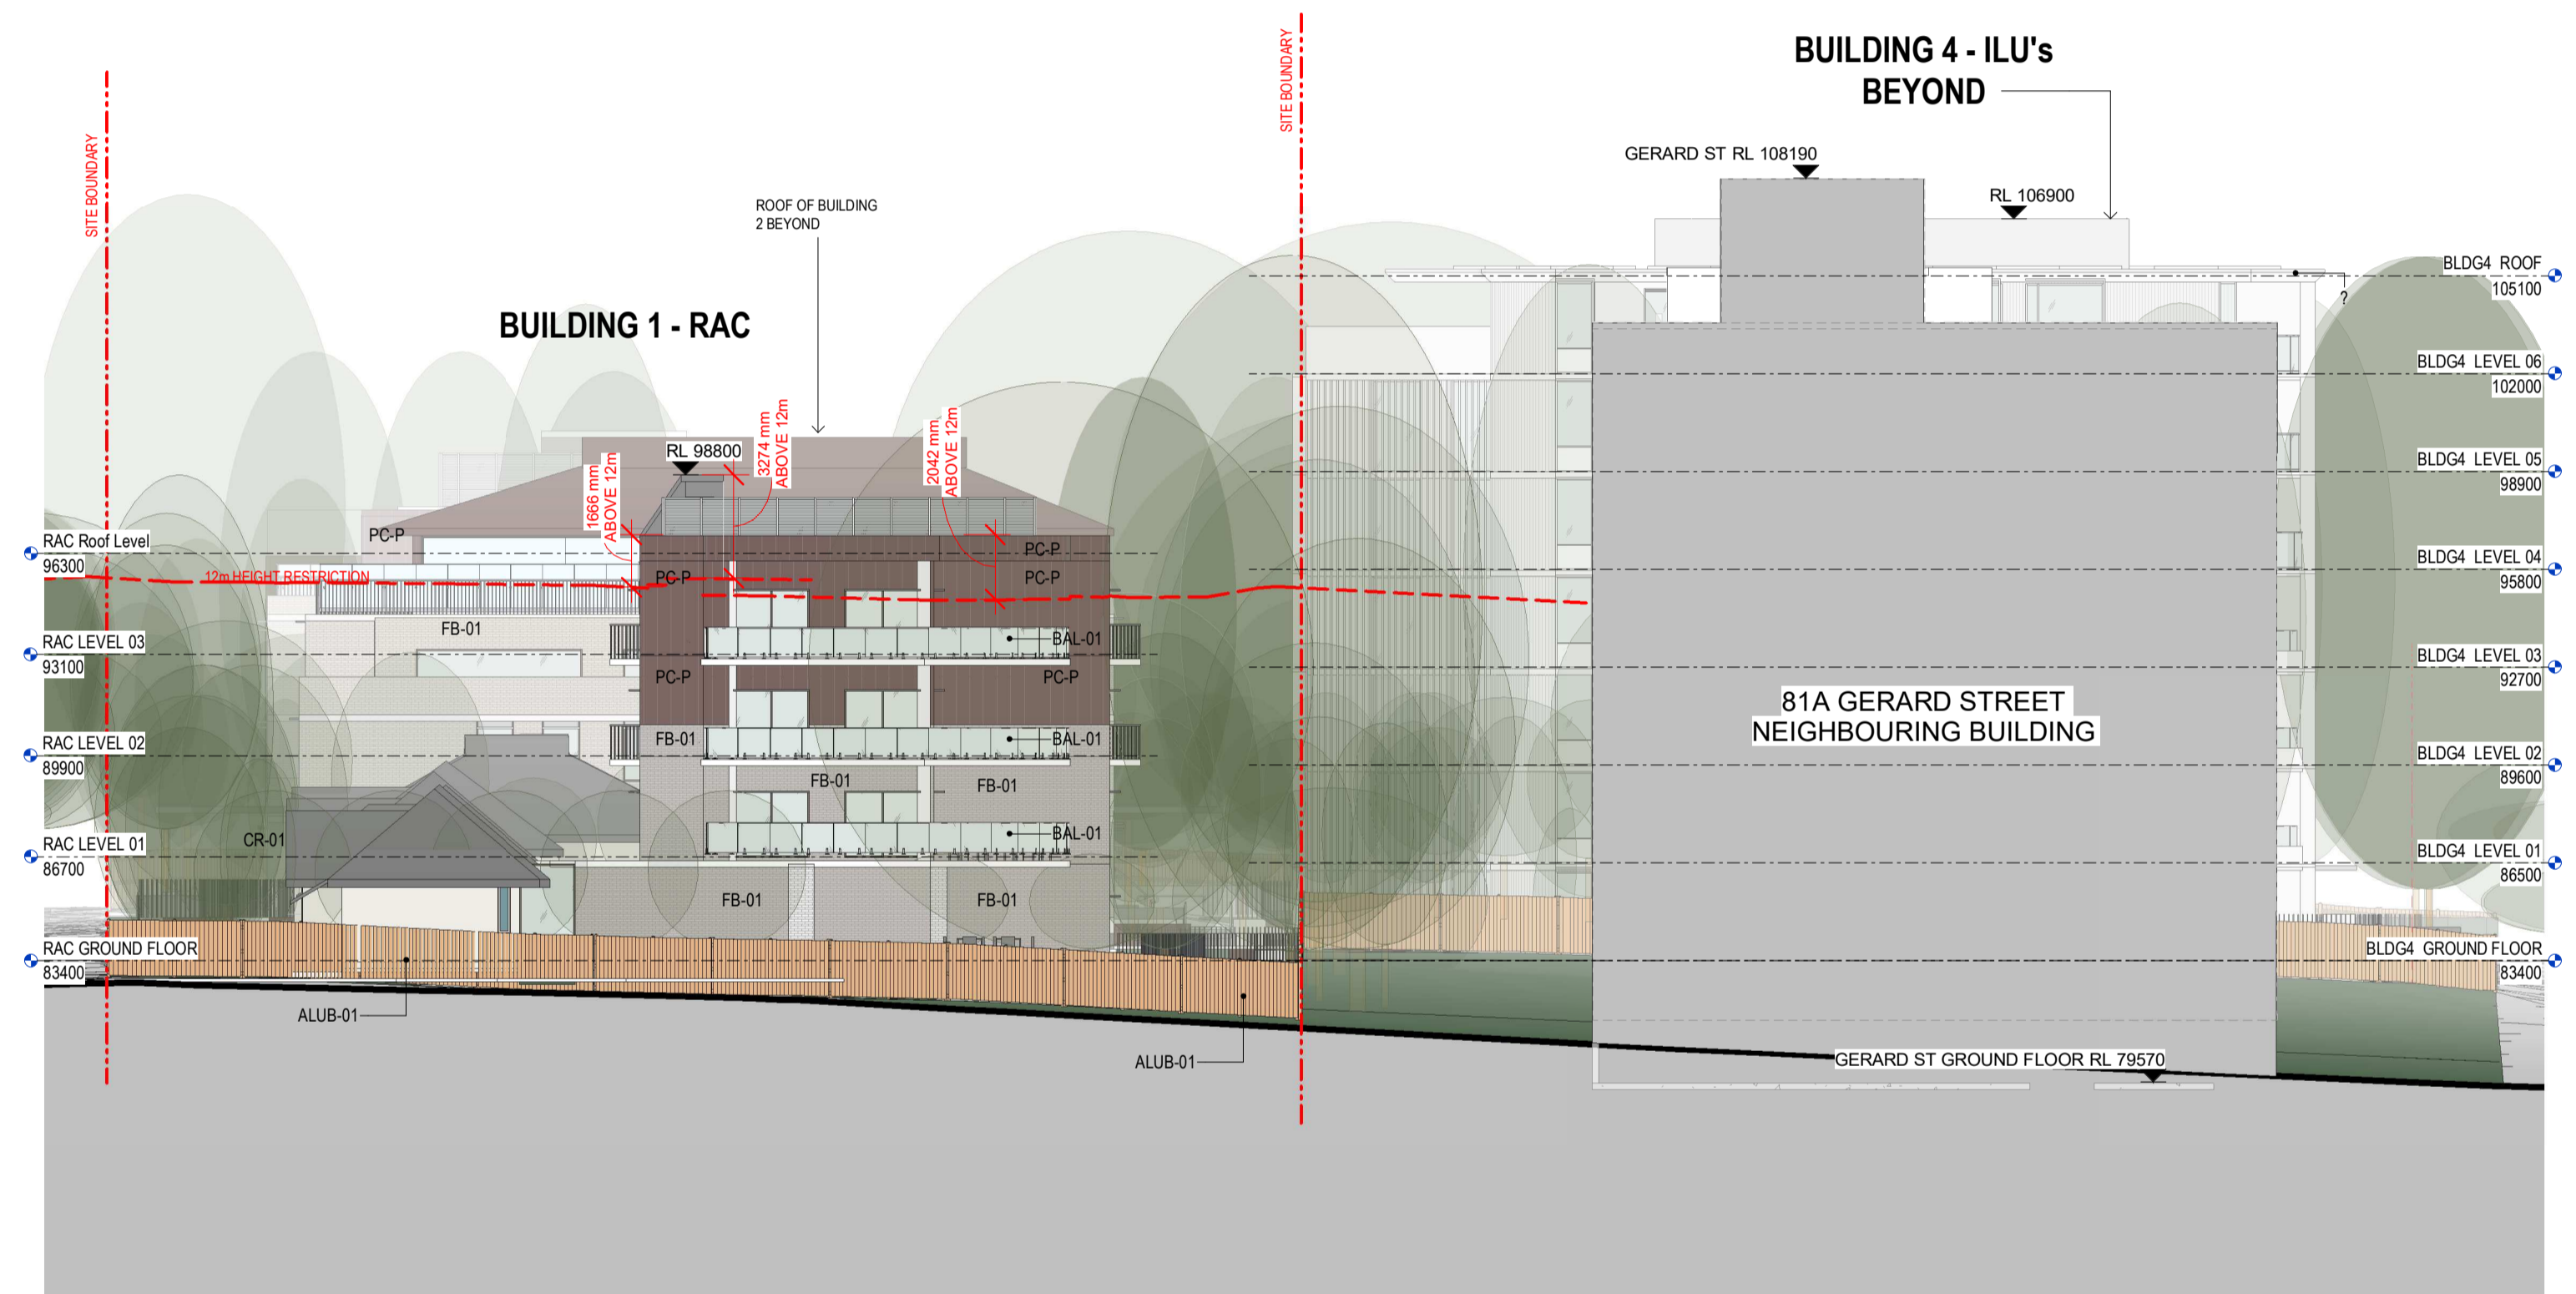 SITE BOUNDARY
SITE BOUNDARY
BUILDING 4 - ILU's
BEYOND
GERARD ST RL 108190
RL 106900
ROOF OF BUILDING
2 BEYOND
BUILDING 1 - RAC
RL 98800
1666 mm
ABOVE 12m
3274 mm
ABOVE 12m
2042 mm
ABOVE 12m
12m HEIGHT RESTRICTION
RAC Roof Level
96300
RAC LEVEL 03
93100
RAC LEVEL 02
89900
RAC LEVEL 01
86700
RAC GROUND FLOOR
83400
PC-P
PC-P
PC-P
PC-P
PC-P
PC-P
FB-01
FB-01
FB-01
FB-01
FB-01
FB-01
BAL-01
BAL-01
BAL-01
CR-01
ALUB-01
ALUB-01
81A GERARD STREET
NEIGHBOURING BUILDING
GERARD ST GROUND FLOOR RL 79570
?
BLDG4 ROOF
105100
BLDG4 LEVEL 06
102000
BLDG4 LEVEL 05
98900
BLDG4 LEVEL 04
95800
BLDG4 LEVEL 03
92700
BLDG4 LEVEL 02
89600
BLDG4 LEVEL 01
86500
BLDG4 GROUND FLOOR
83400